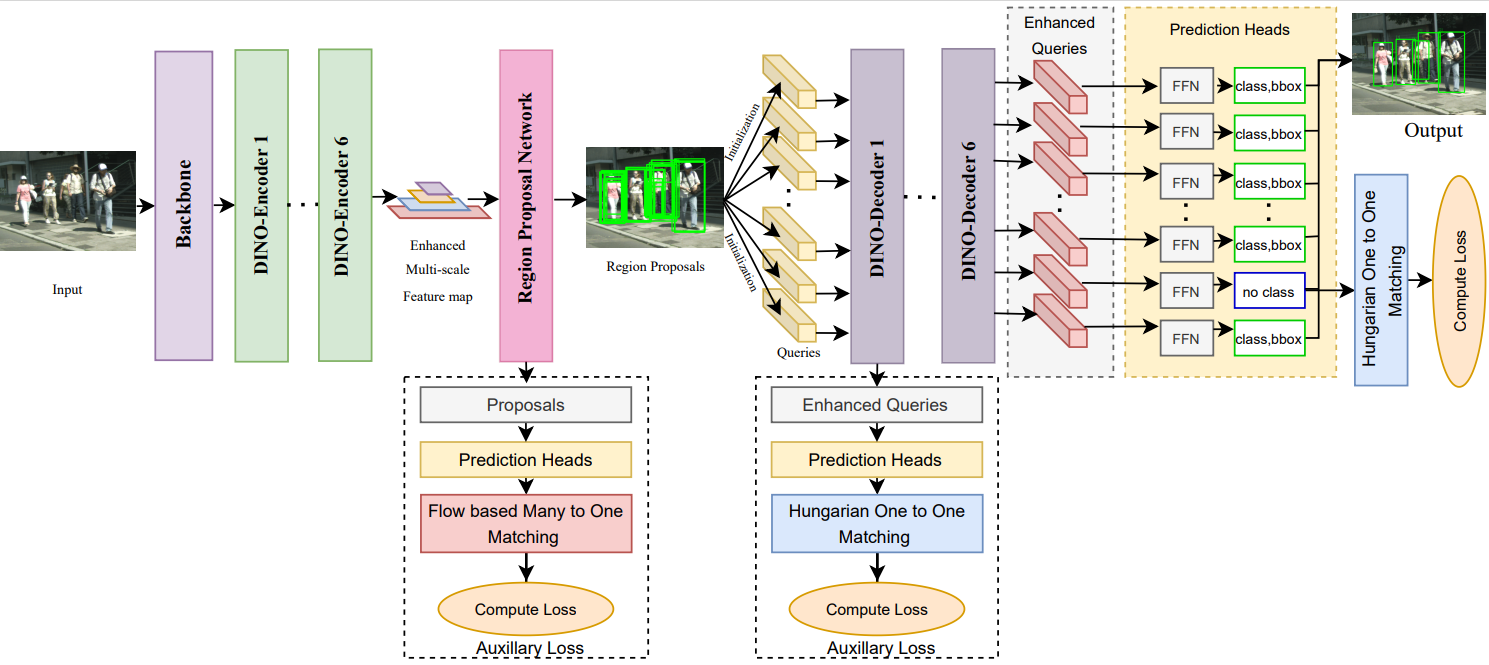 Input
Backbone
DINO-Encoder 1
...
DINO-Encoder 6
Enhanced
Multi-scale
Feature map
Region Proposal Network
Region Proposals
Initialization
Initialization
Queries
DINO-Decoder 1
...
DINO-Decoder 6
Enhanced
Queries
Prediction Heads
FFN
class,bbox
FFN
class,bbox
FFN
class,bbox
FFN
class,bbox
FFN
no class
FFN
class,bbox
Output
Hungarian One to One
Matching
Compute Loss
Proposals
Prediction Heads
Flow based Many to One
Matching
Compute Loss
Auxillary Loss
Enhanced Queries
Prediction Heads
Hungarian One to One
Matching
Compute Loss
Auxillary Loss